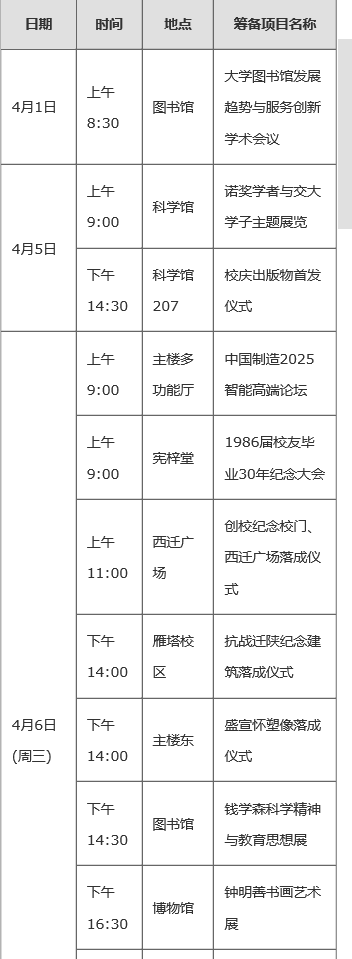 日期 时间 地点 筹备项目名称
4月1日
上午
8:30
图书馆
大学图书馆发展
趋势与服务创新
学术会议
4月5日
上午
9:00
科学馆
诺奖学者与交大
学子主题展览
下午
14:30
科学馆
207
校庆出版物首发
仪式
4月6日
(周三)
上午
9:00
主楼多
功能厅
中国制造2025
智能高端论坛
上午
9:00
宪梓堂
1986届校友毕
业30年纪念大会
上午
11:00
西迁广
场
创校纪念校门、
西迁广场落成仪
式
下午
14:00
雁塔校
区
抗战迁陕纪念建
筑落成仪式
下午
14:00
主楼东
盛宣怀塑像落成
仪式
下午
14:30
图书馆
钱学森科学精神
与教育思想展
下午
16:30
博物馆
钟明善书画艺术
展